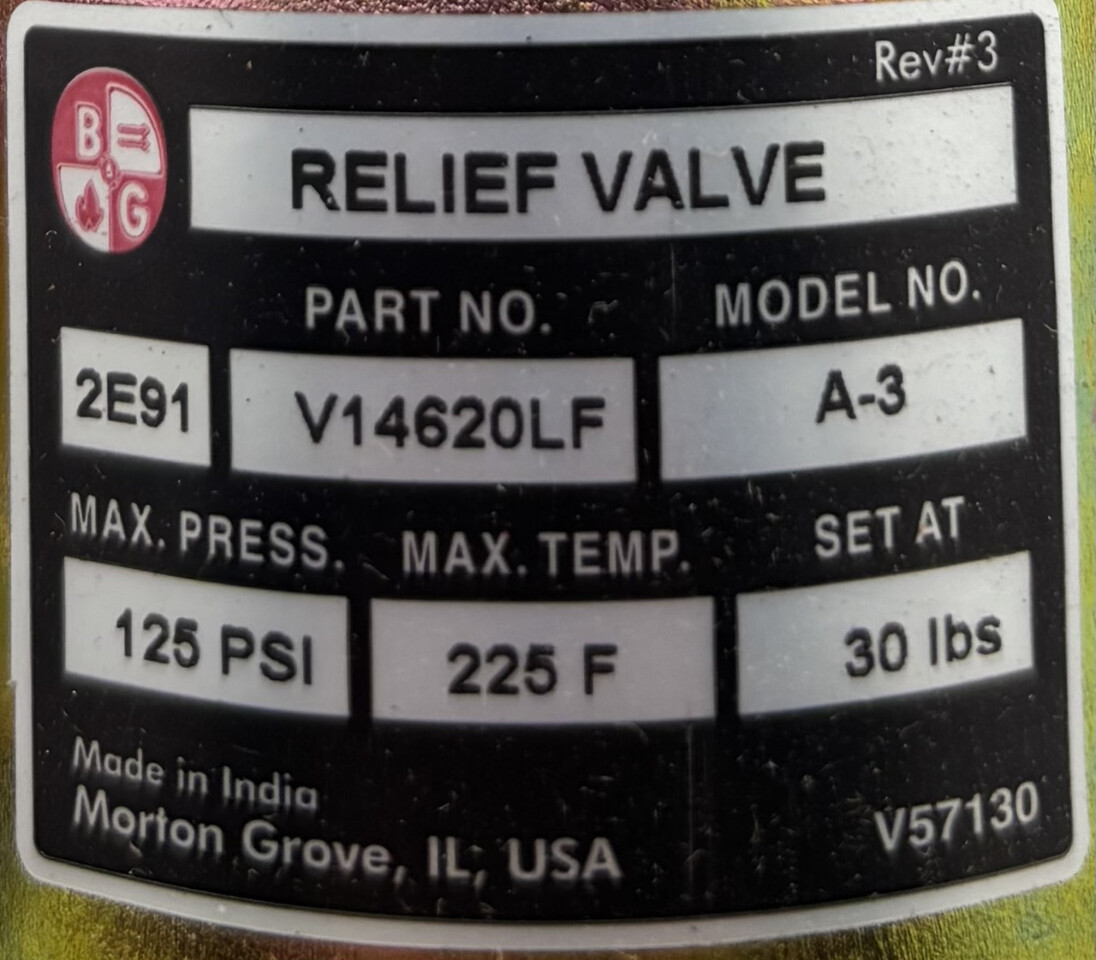 Rev#3
B
G
RELIEF VALVE
PART NO. MODEL NO.
2E91 V14620LF A-3
MAX. PRESS. MAX. TEMP. SET AT
125 PSI 225 F 30 lbs
Made in India
Morton Grove, IL, USA V57130